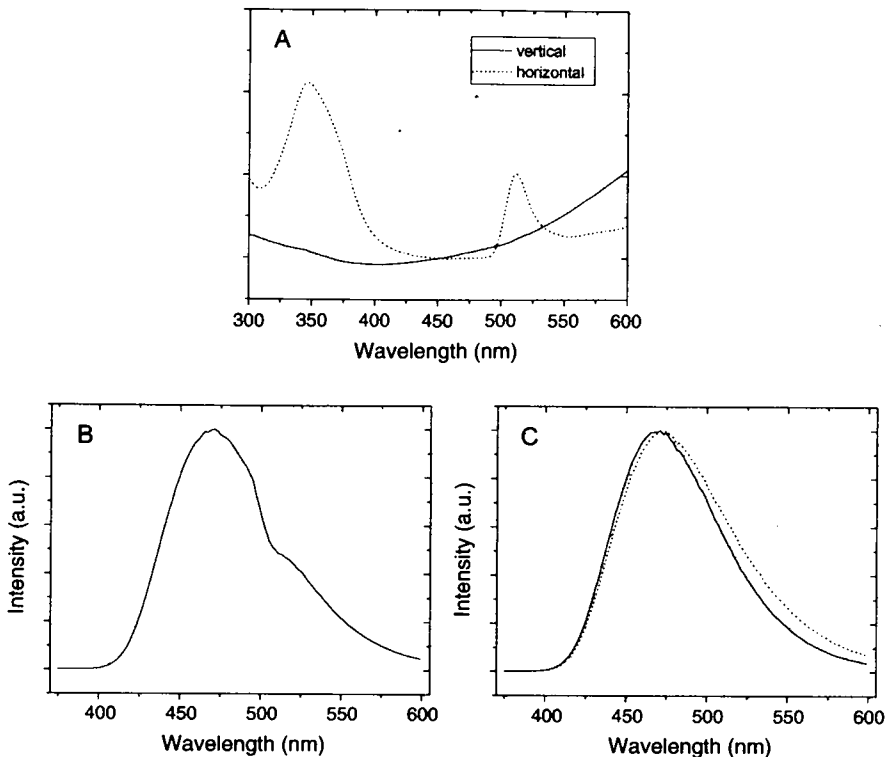 A
vertical
horizontal
300 350 400 450 500 550 600
Wavelength (nm)
B
Intensity (a.u.)
400 450 500 550 600
Wavelength (nm)
C
Intensity (a.u.)
400 450 500 550 600
Wavelength (nm)